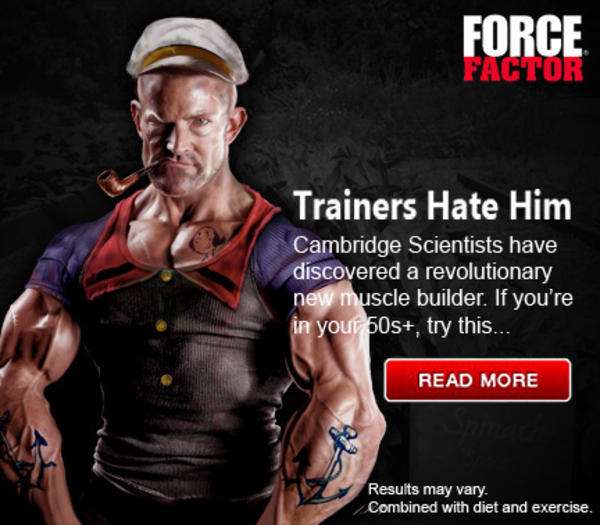 FORCE
FACTOR
Trainers Hate Him
Cambridge Scientists have
discovered a revolutionary
new muscle builder. If you're
in your 50s+, try this...
READ MORE
Spinach
Results may vary.
Combined with diet and exercise.